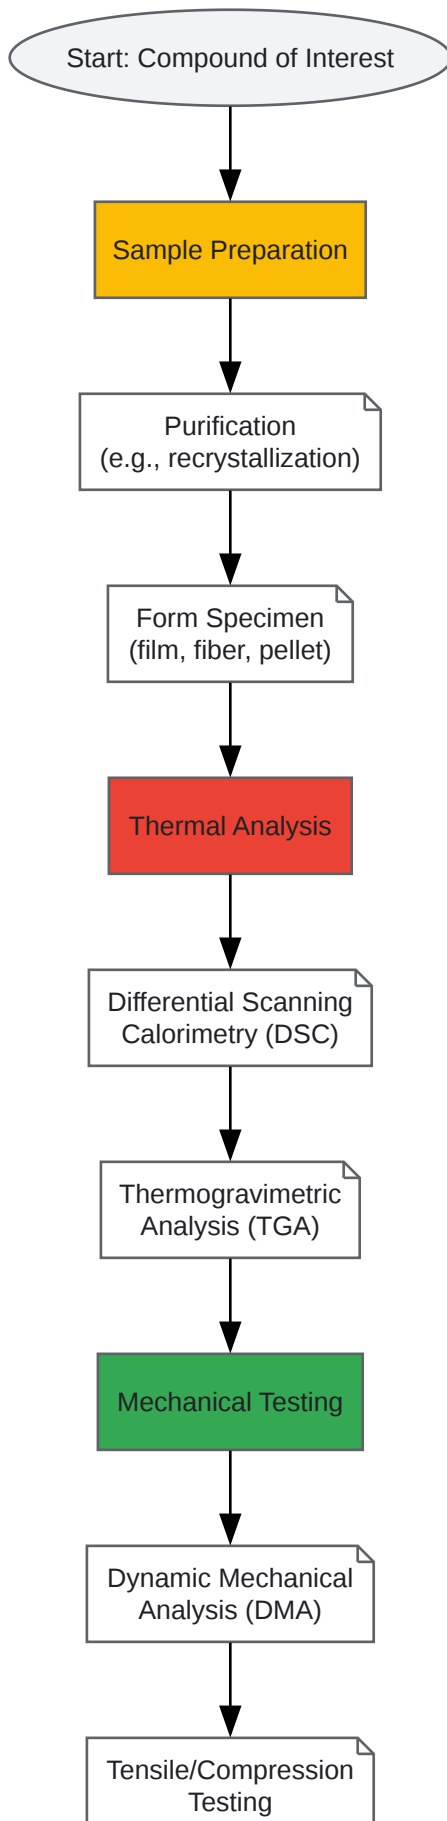 Start: Compound of Interest
Sample Preparation
Purification
(e.g., recrystallization)
Form Specimen
(film, fiber, pellet)
Thermal Analysis
Differential Scanning
Calorimetry (DSC)
Thermogravimetric
Analysis (TGA)
Mechanical Testing
Dynamic Mechanical
Analysis (DMA)
Tensile/Compression
Testing